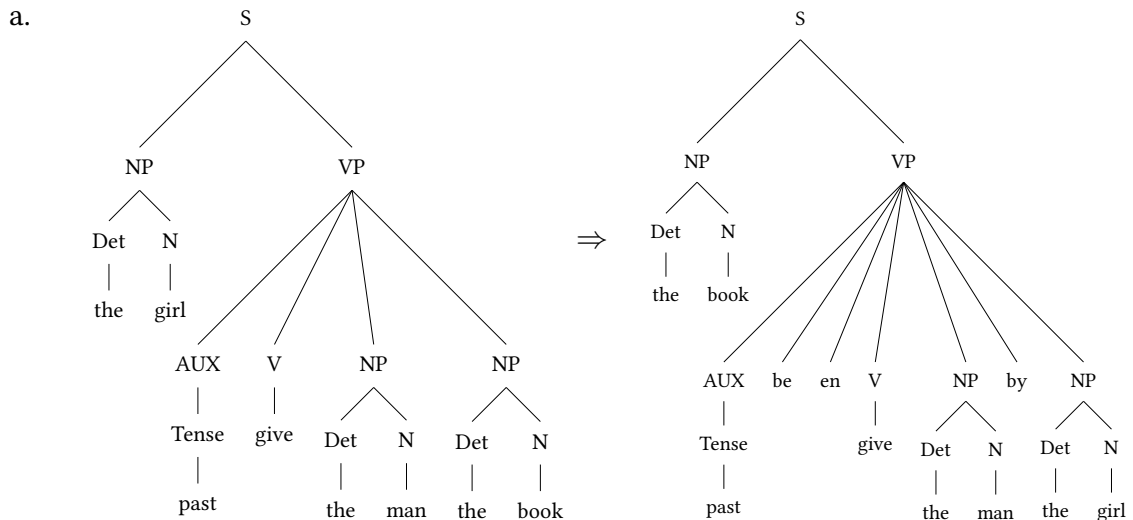 a.
S S
NP VP NP VP
Det N ⇒ Det N
the girl the book
AUX V NP NP AUX be en V NP by NP
Tense give Det N Det N Tense give Det N Det N
past the man the book past the man the girl